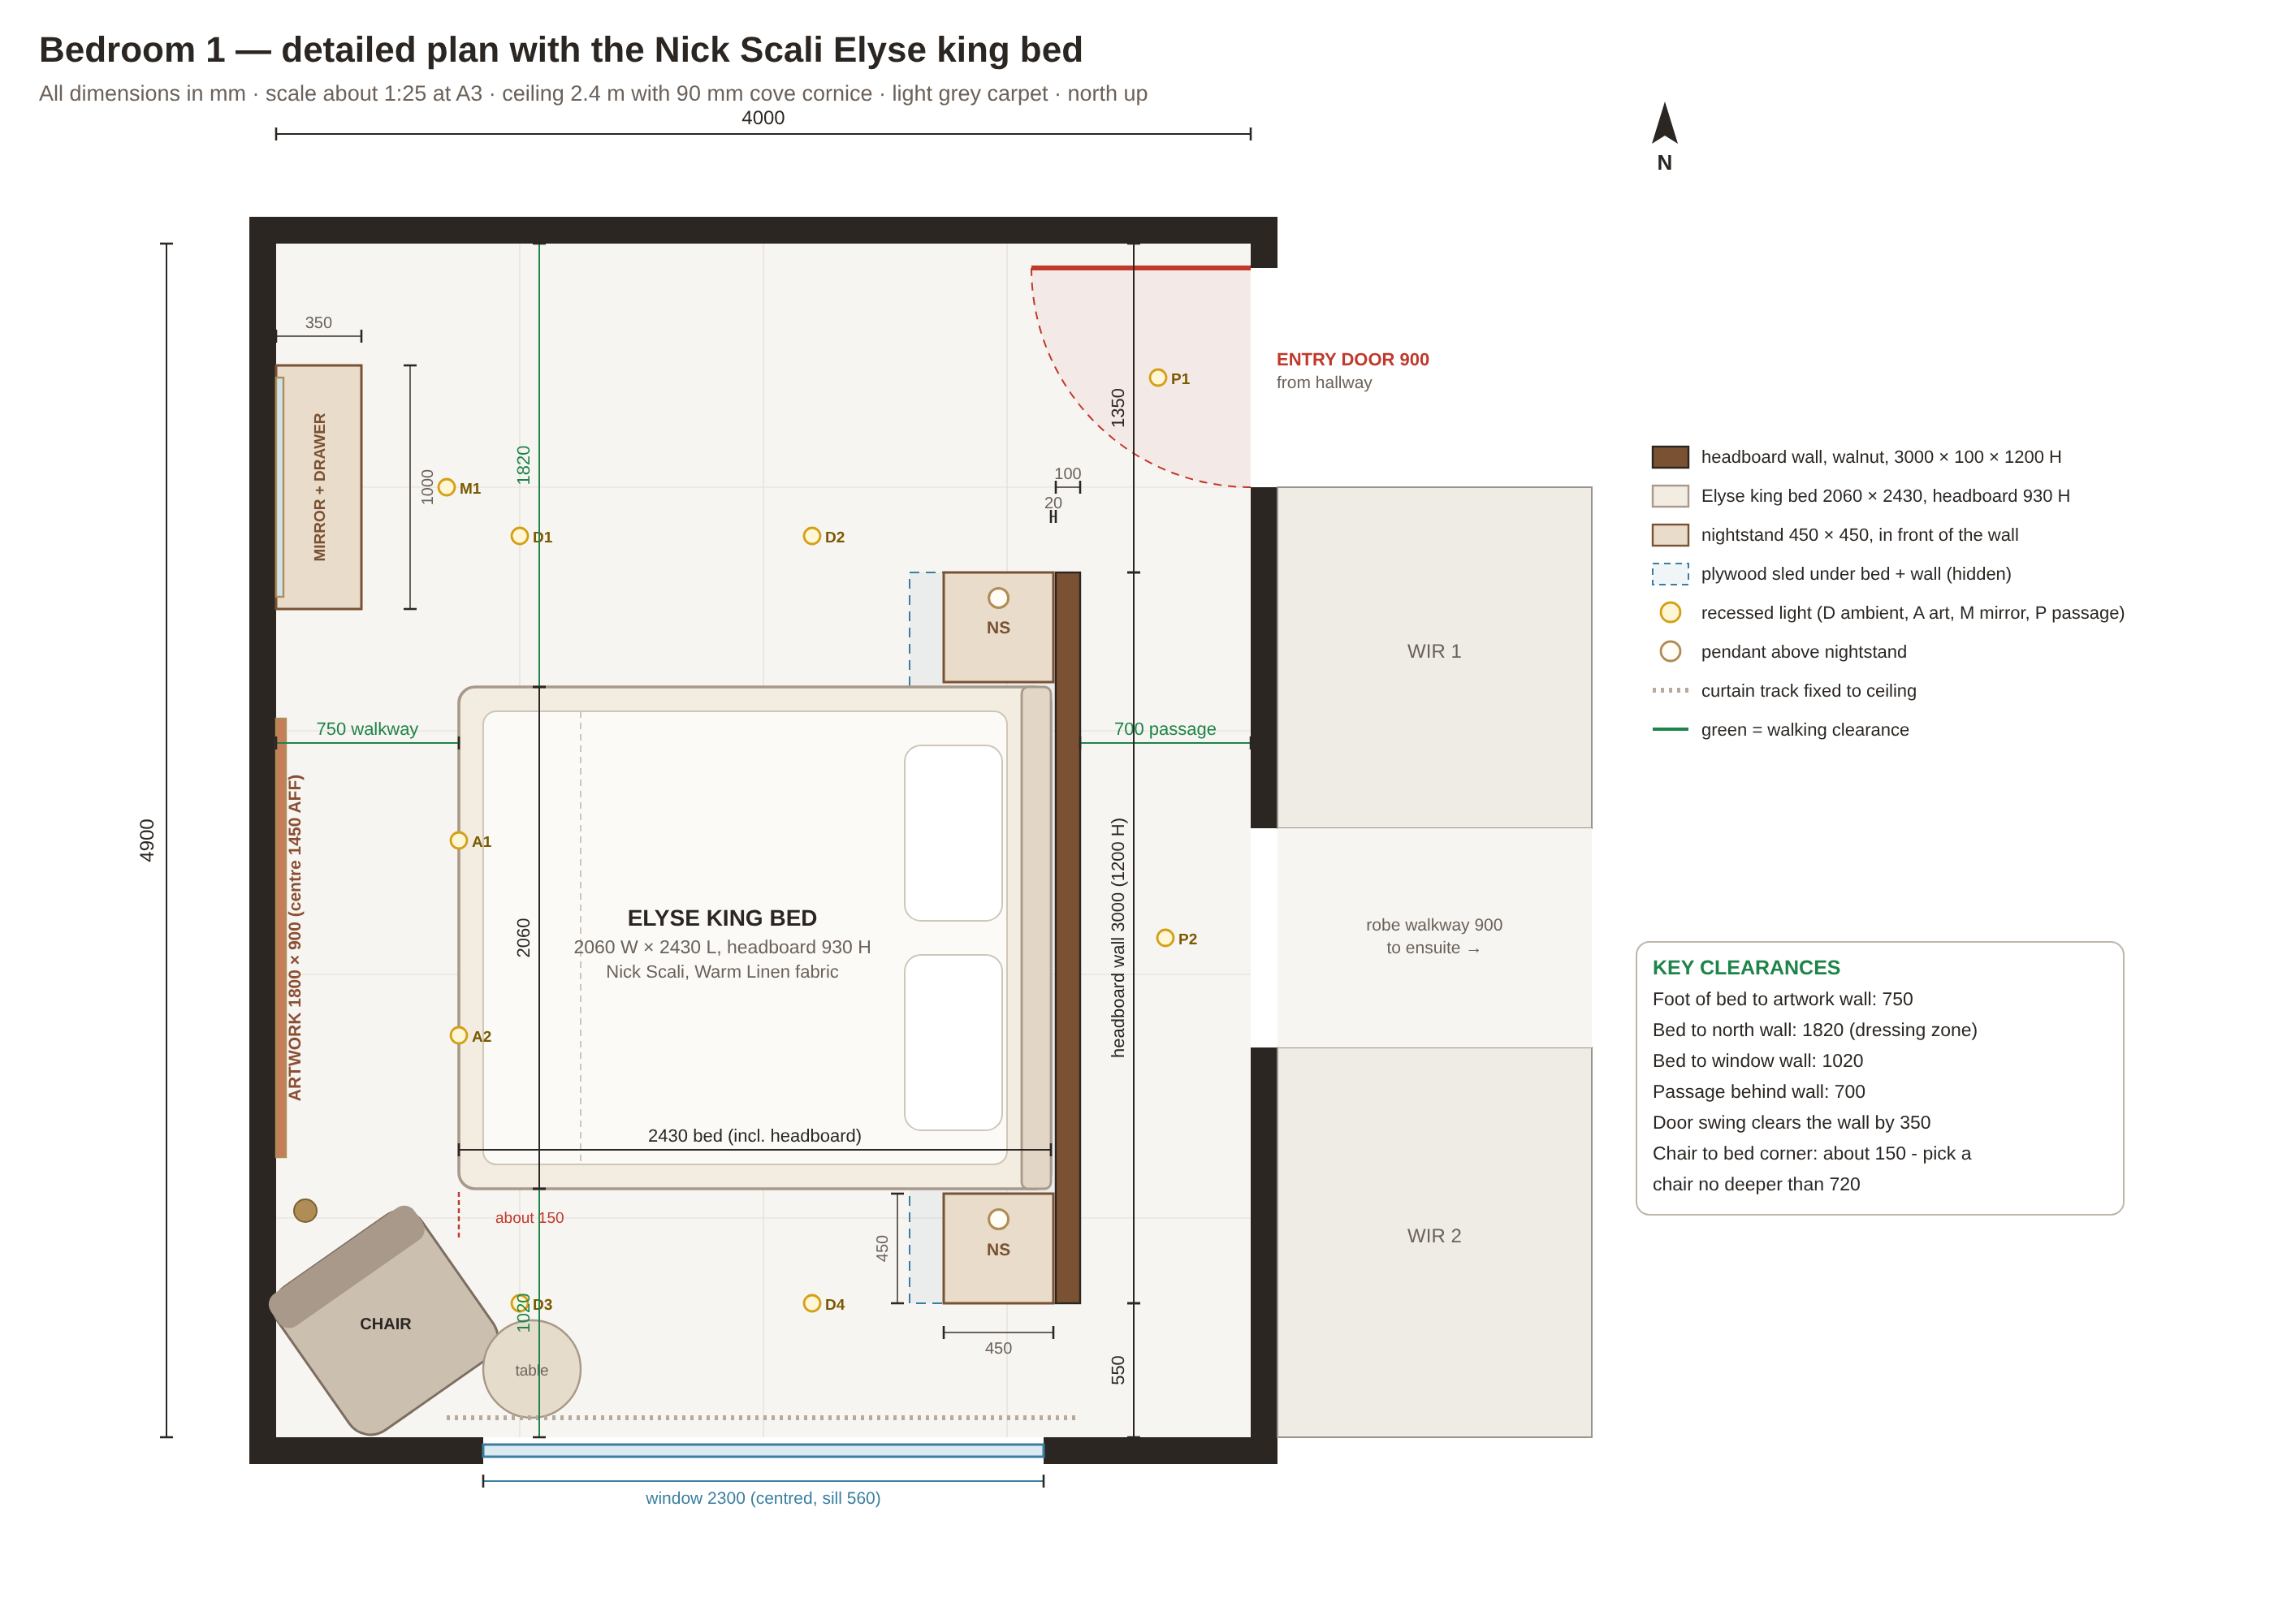 Bedroom 1 — detailed plan with the Nick Scali Elyse king bed
All dimensions in mm · scale about 1:25 at A3 · ceiling 2.4 m with 90 mm cove cornice · light grey carpet · north up
4000
N
350
ENTRY DOOR 900
from hallway
P1
1350
MIRROR + DRAWER
1000
M1
1820
100
20
D1
D2
NS
WIR 1
headboard wall, walnut, 3000 × 100 × 1200 H
Elyse king bed 2060 × 2430, headboard 930 H
nightstand 450 × 450, in front of the wall
plywood sled under bed + wall (hidden)
recessed light (D ambient, A art, M mirror, P passage)
pendant above nightstand
curtain track fixed to ceiling
green = walking clearance
750 walkway
700 passage
4900
ARTWORK 1800 × 900 (centre 1450 AFF)
A1
A2
2060
ELYSE KING BED
2060 W × 2430 L, headboard 930 H
Nick Scali, Warm Linen fabric
headboard wall 3000 (1200 H)
P2
robe walkway 900
to ensuite →
2430 bed (incl. headboard)
KEY CLEARANCES
Foot of bed to artwork wall: 750
Bed to north wall: 1820 (dressing zone)
Bed to window wall: 1020
Passage behind wall: 700
Door swing clears the wall by 350
Chair to bed corner: about 150 - pick a
chair no deeper than 720
about 150
450
NS
WIR 2
CHAIR
1020
D3
D4
450
table
550
window 2300 (centred, sill 560)